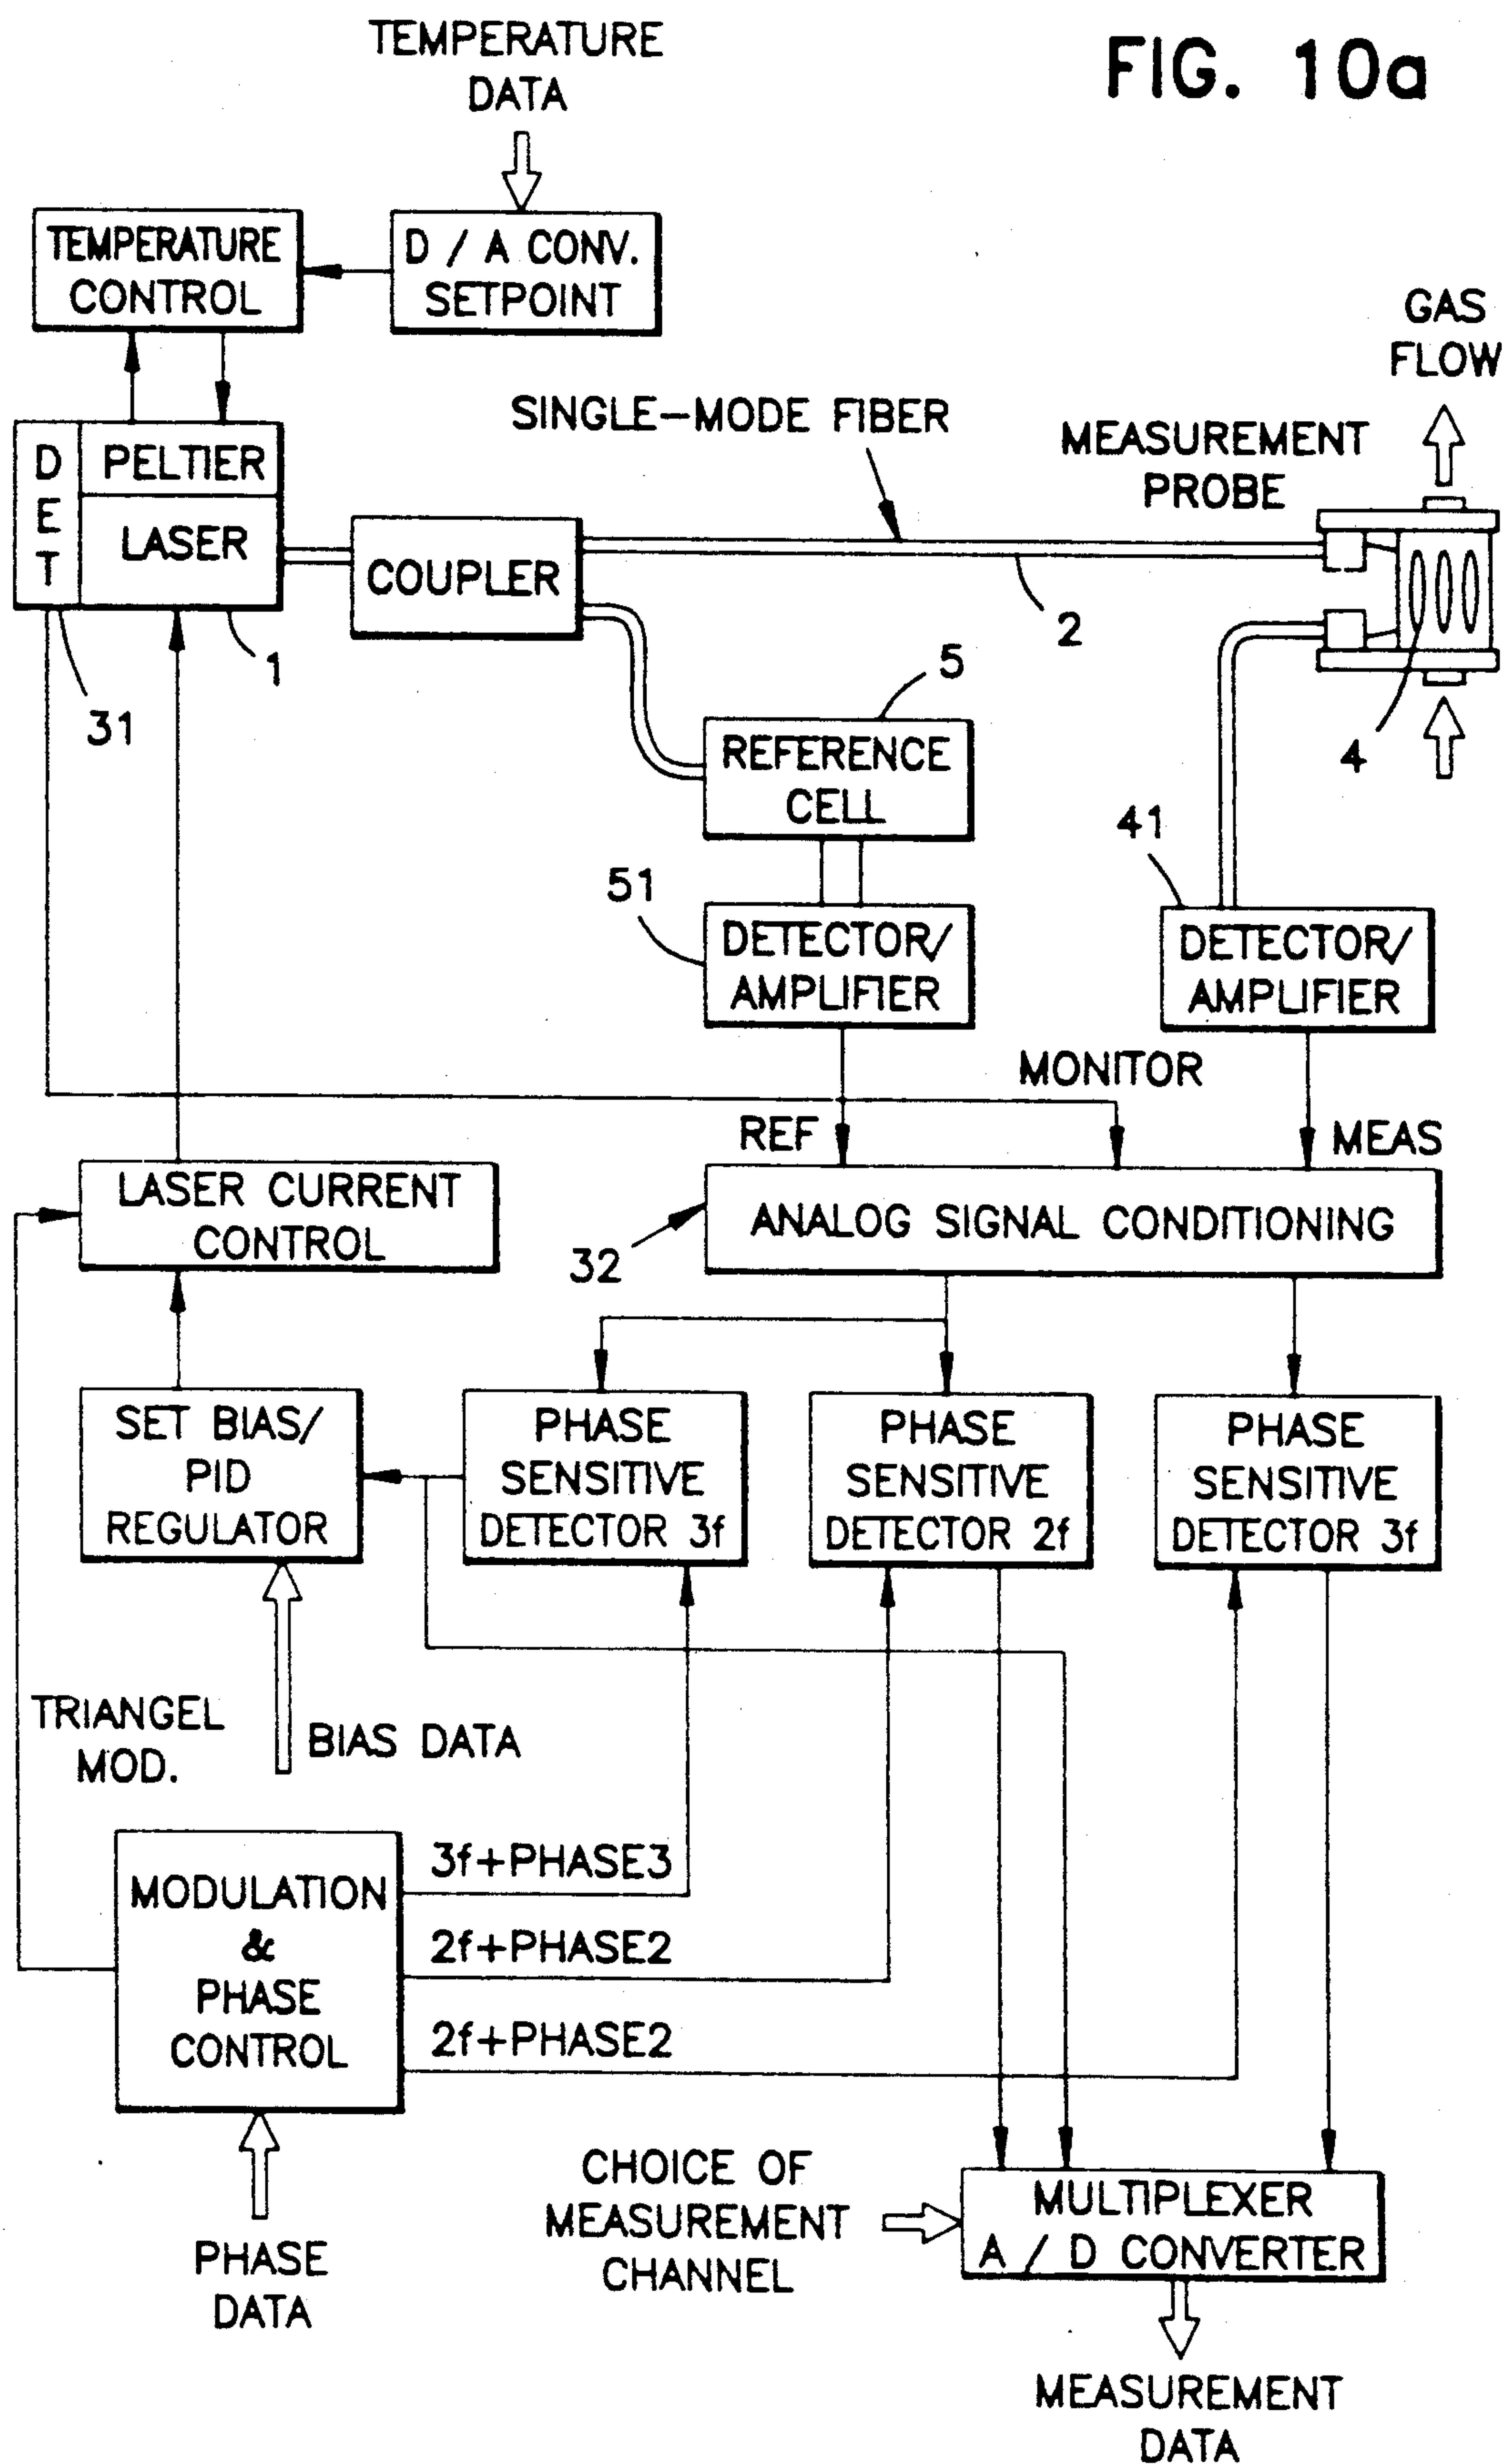 FIG. 10a
TEMPERATURE
DATA
TEMPERATURE
CONTROL
D / A CONV.
SETPOINT
GAS
FLOW
SINGLE-MODE FIBER
MEASUREMENT
PROBE
DET
PELTIER
LASER
COUPLER
2
1
31
5
4
REFERENCE
CELL
41
51
DETECTOR/
AMPLIFIER
DETECTOR/
AMPLIFIER
MONITOR
REF
MEAS
LASER CURRENT
CONTROL
ANALOG SIGNAL CONDITIONING
32
SET BIAS/
PID
REGULATOR
PHASE
SENSITIVE
DETECTOR 3f
PHASE
SENSITIVE
DETECTOR 2f
PHASE
SENSITIVE
DETECTOR 3f
TRIANGEL
MOD.
BIAS DATA
MODULATION
&
PHASE
CONTROL
3f+PHASE3
2f+PHASE2
2f+PHASE2
CHOICE OF
MEASUREMENT
CHANNEL
MULTIPLEXER
A / D CONVERTER
PHASE
DATA
MEASUREMENT
DATA